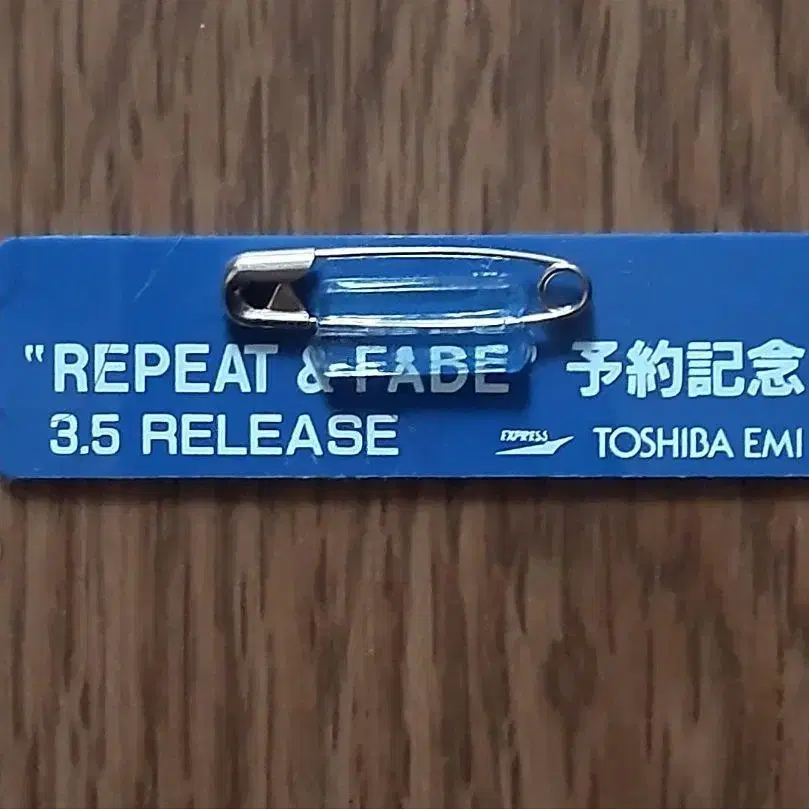 "REPEAT & FADE" 予約記念
3.5 RELEASE
EXPRESS TOSHIBA EMI